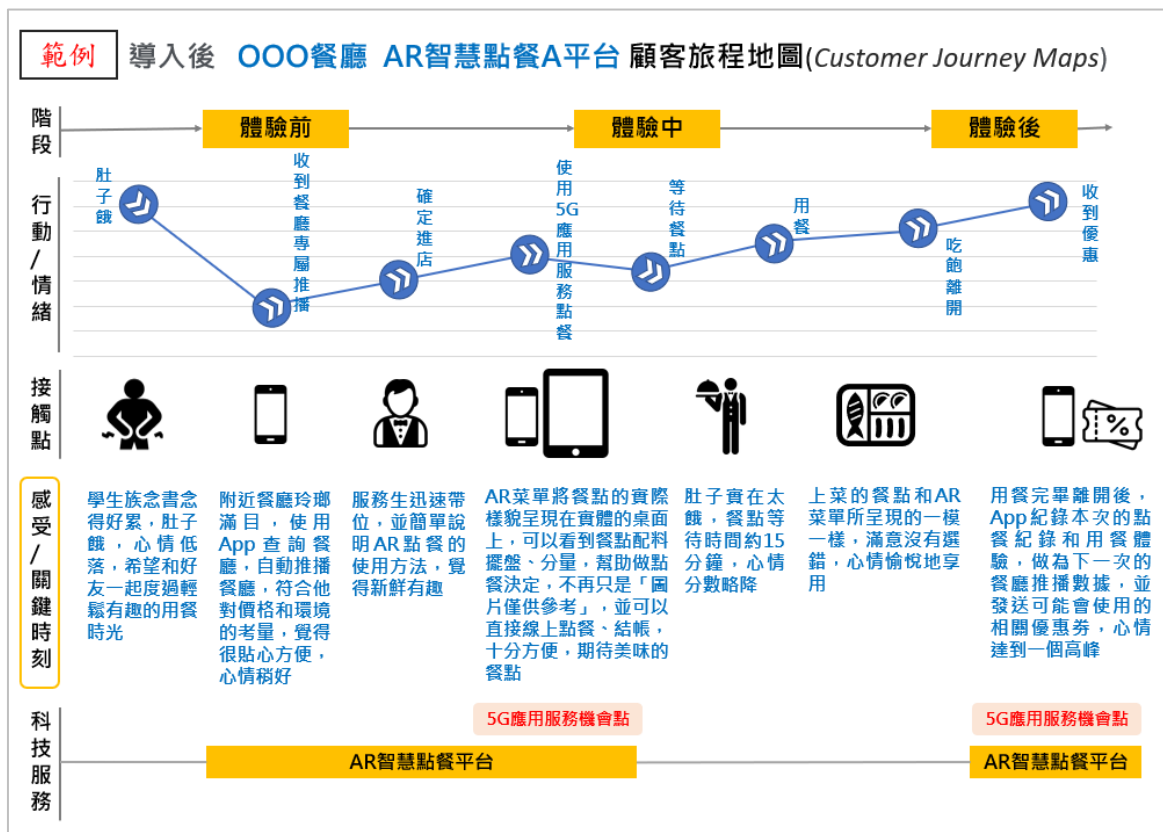 範例 導入後 OOO餐廳 AR智慧點餐A平台 顧客旅程地圖(Customer Journey Maps)
階段
體驗前
體驗中
體驗後
行動/情緒
肚子餓
收到餐廳專屬推播
確定進店
使用5G應用服務點餐
等待餐點
用餐
吃飽離開
收到優惠
接觸點
%
感受/關鍵時刻
學生族念書念
得好累，肚子
餓，心情低
落，希望和好
友一起度過輕
鬆有趣的用餐
時光
附近餐廳玲瑯
滿目，使用
App查詢餐
廳，自動推播
餐廳，符合他
對價格和環境
的考量，覺得
很貼心方便，
心情稍好
服務生迅速帶
位，並簡單說
明AR點餐的
使用方法，覺
得新鮮有趣
AR菜單將餐點的實際
樣貌呈現在實體的桌面
上，可以看到餐點配料
擺盤、分量，幫助做點
餐決定，不再只是「圖
片僅供參考」，並可以
直接線上點餐、結帳，
十分方便，期待美味的
餐點
肚子實在太
餓，餐點等
待時間約15
分鐘，心情
分數略降
上菜的餐點和AR
菜單所呈現的一模
一樣，滿意沒有選
錯，心情愉悅地享
用
用餐完畢離開後，
App紀錄本次的點
餐紀錄和用餐體
驗，做為下一次的
餐廳推播數據，並
發送可能會使用的
相關優惠券，心情
達到一個高峰
科技服務
5G應用服務機會點
5G應用服務機會點
AR智慧點餐平台
AR智慧點餐平台